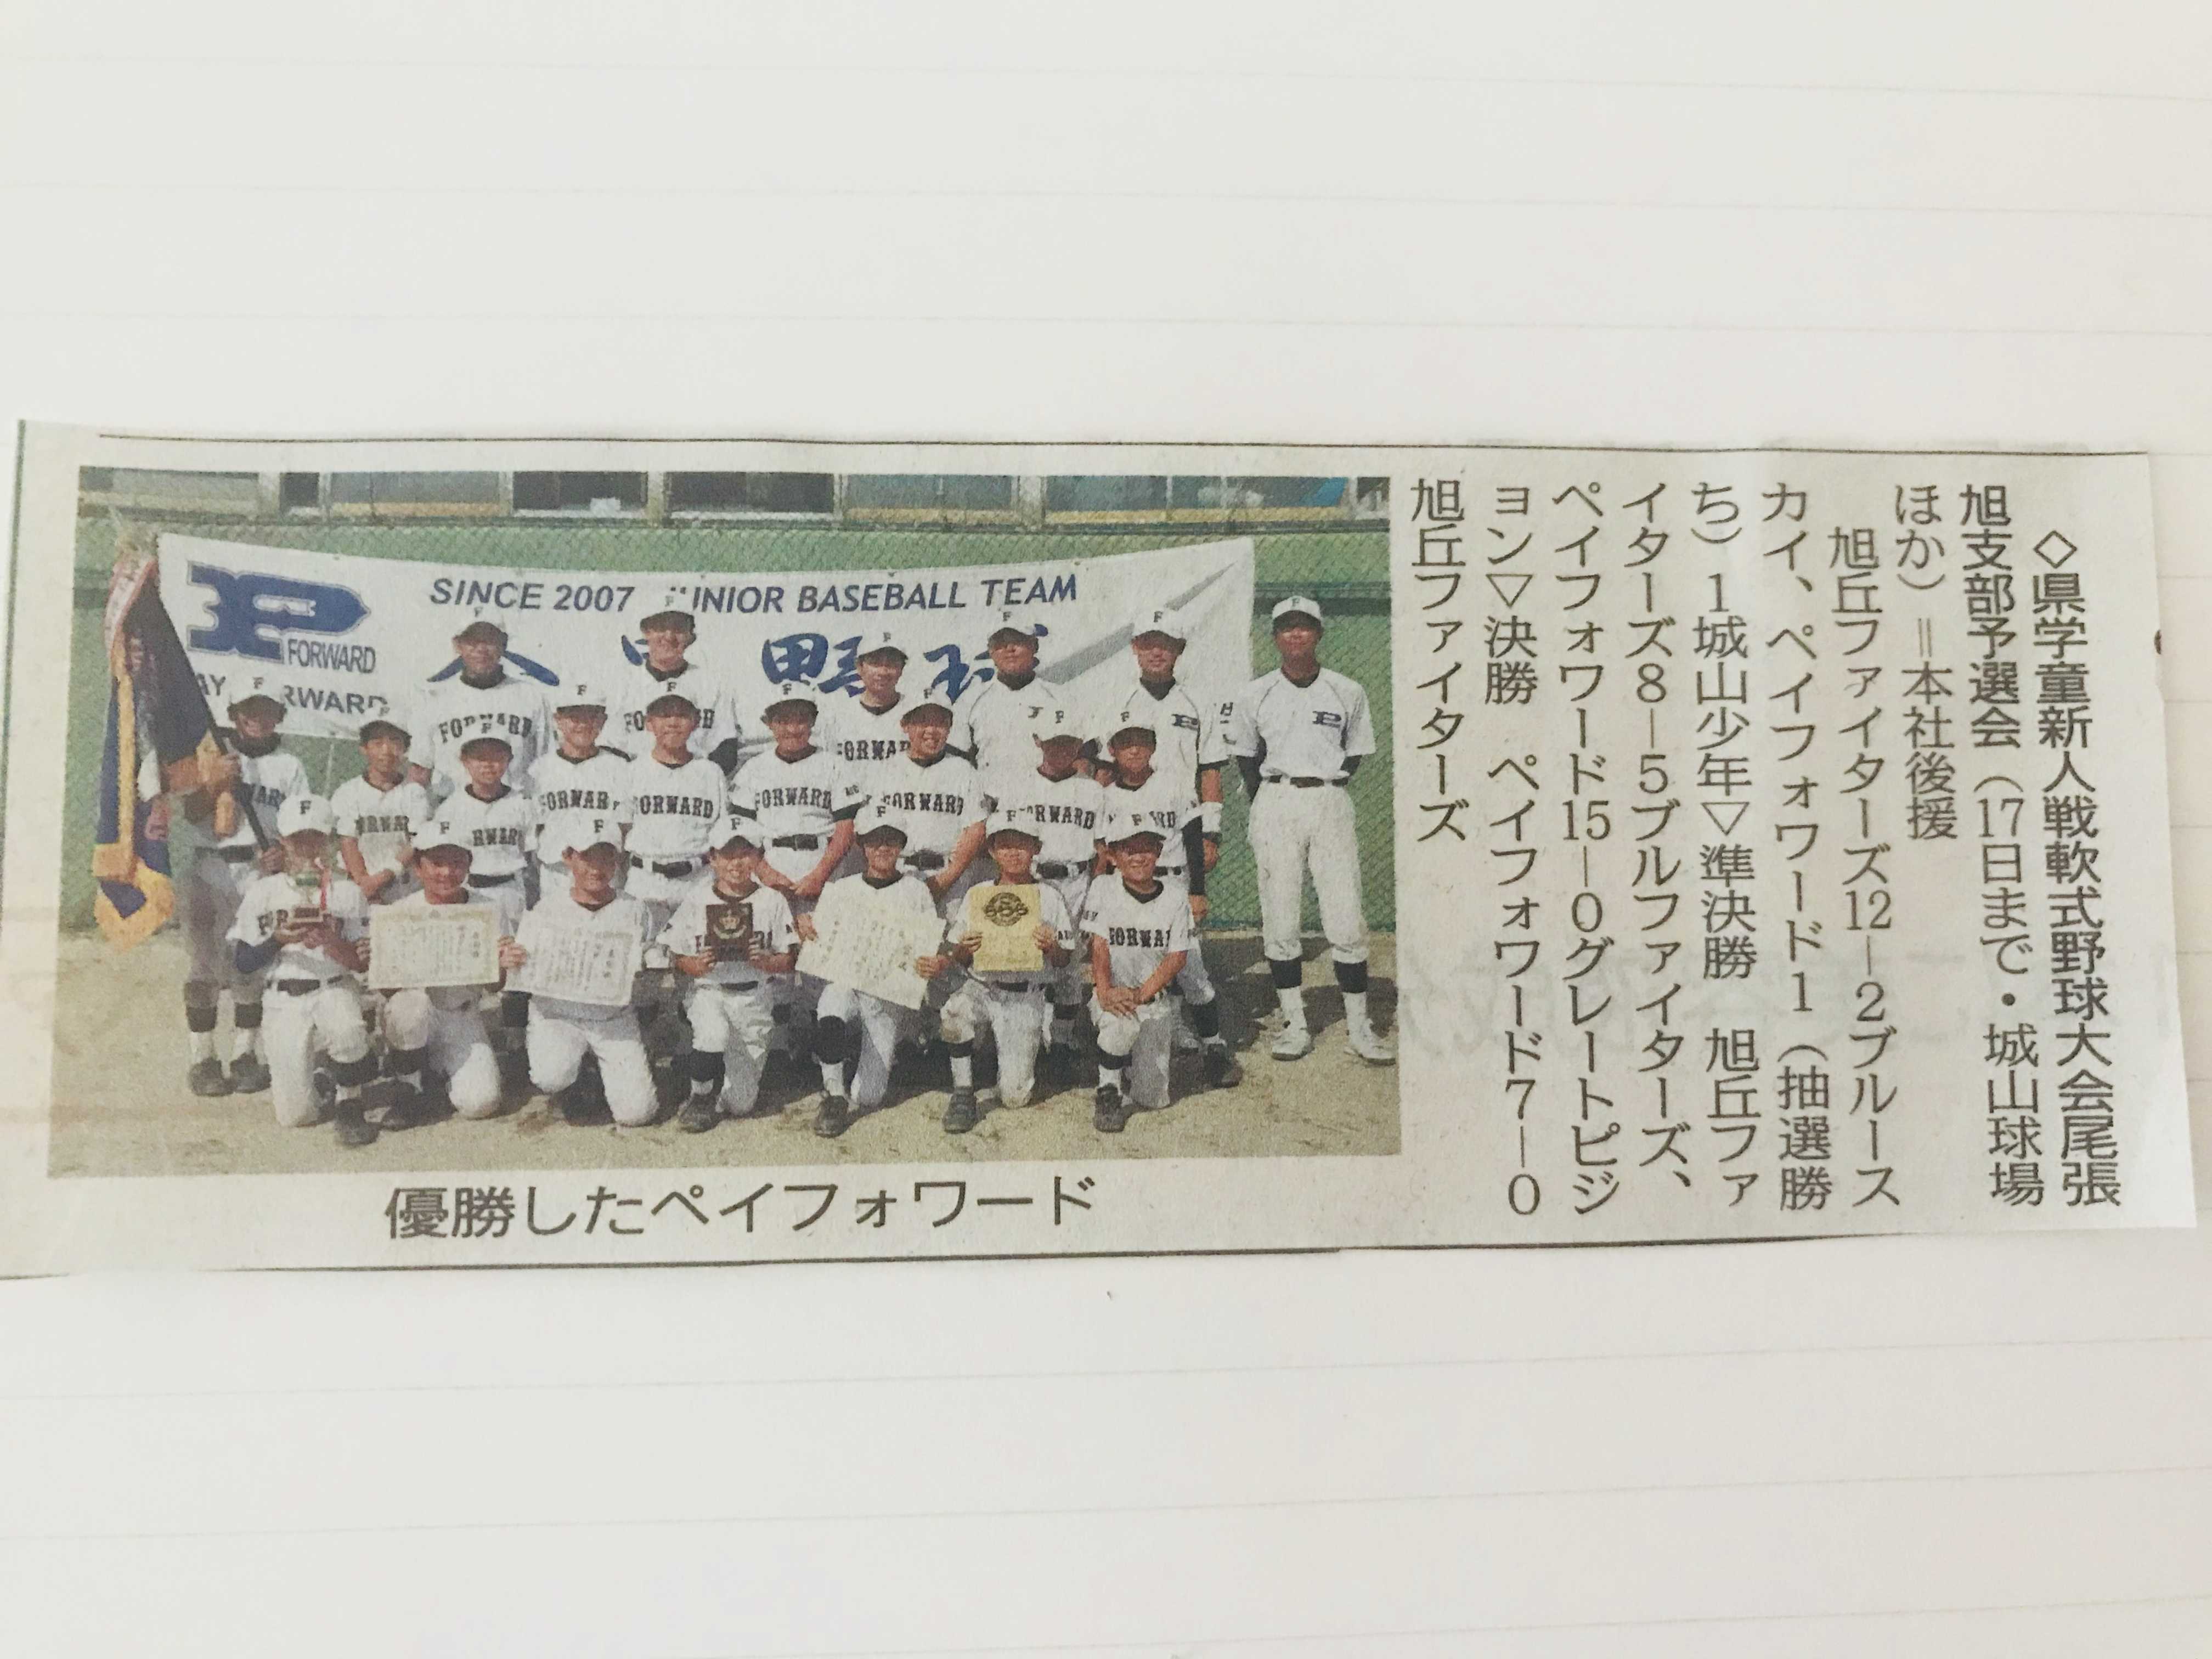 ◇県学童新人戦軟式野球大会尾張
旭支部予選会（17日まで・城山球場
ほか）＝本社後援
旭丘ファイターズ12－2ブルース
カイ、ペイフォワード1（抽選勝
ち）1城山少年▽準決勝　旭丘ファ
イターズ8－5ブルファイターズ、
ペイフォワード15－0グレートピジ
ョン▽決勝　ペイフォワード7－0
旭丘ファイターズ
SINCE 2007 JUNIOR BASEBALL TEAM
P
FORWARD
優勝したペイフォワード